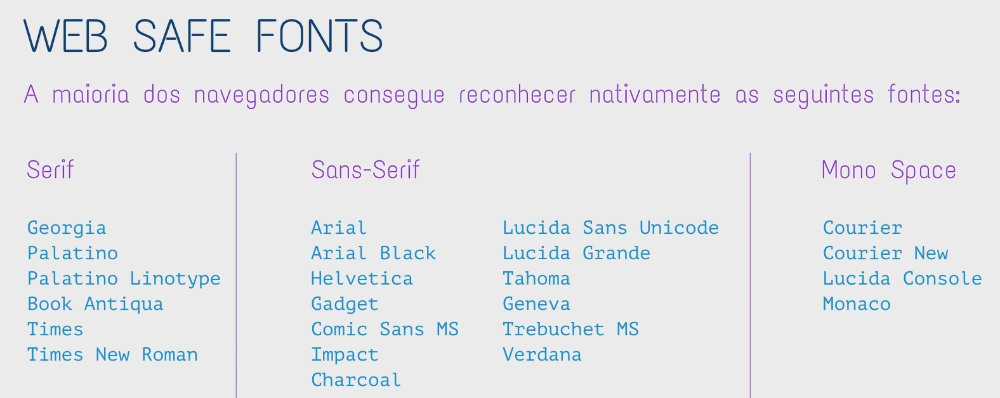 WEB SAFE FONTS
A maioria dos navegadores consegue reconhecer nativamente as seguintes fontes:
Serif
Georgia
Palatino
Palatino Linotype
Book Antiqua
Times
Times New Roman
Sans-Serif
Arial
Arial Black
Helvetica
Gadget
Comic Sans MS
Impact
Charcoal
Lucida Sans Unicode
Lucida Grande
Tahoma
Geneva
Trebuchet MS
Verdana
Mono Space
Courier
Courier New
Lucida Console
Monaco